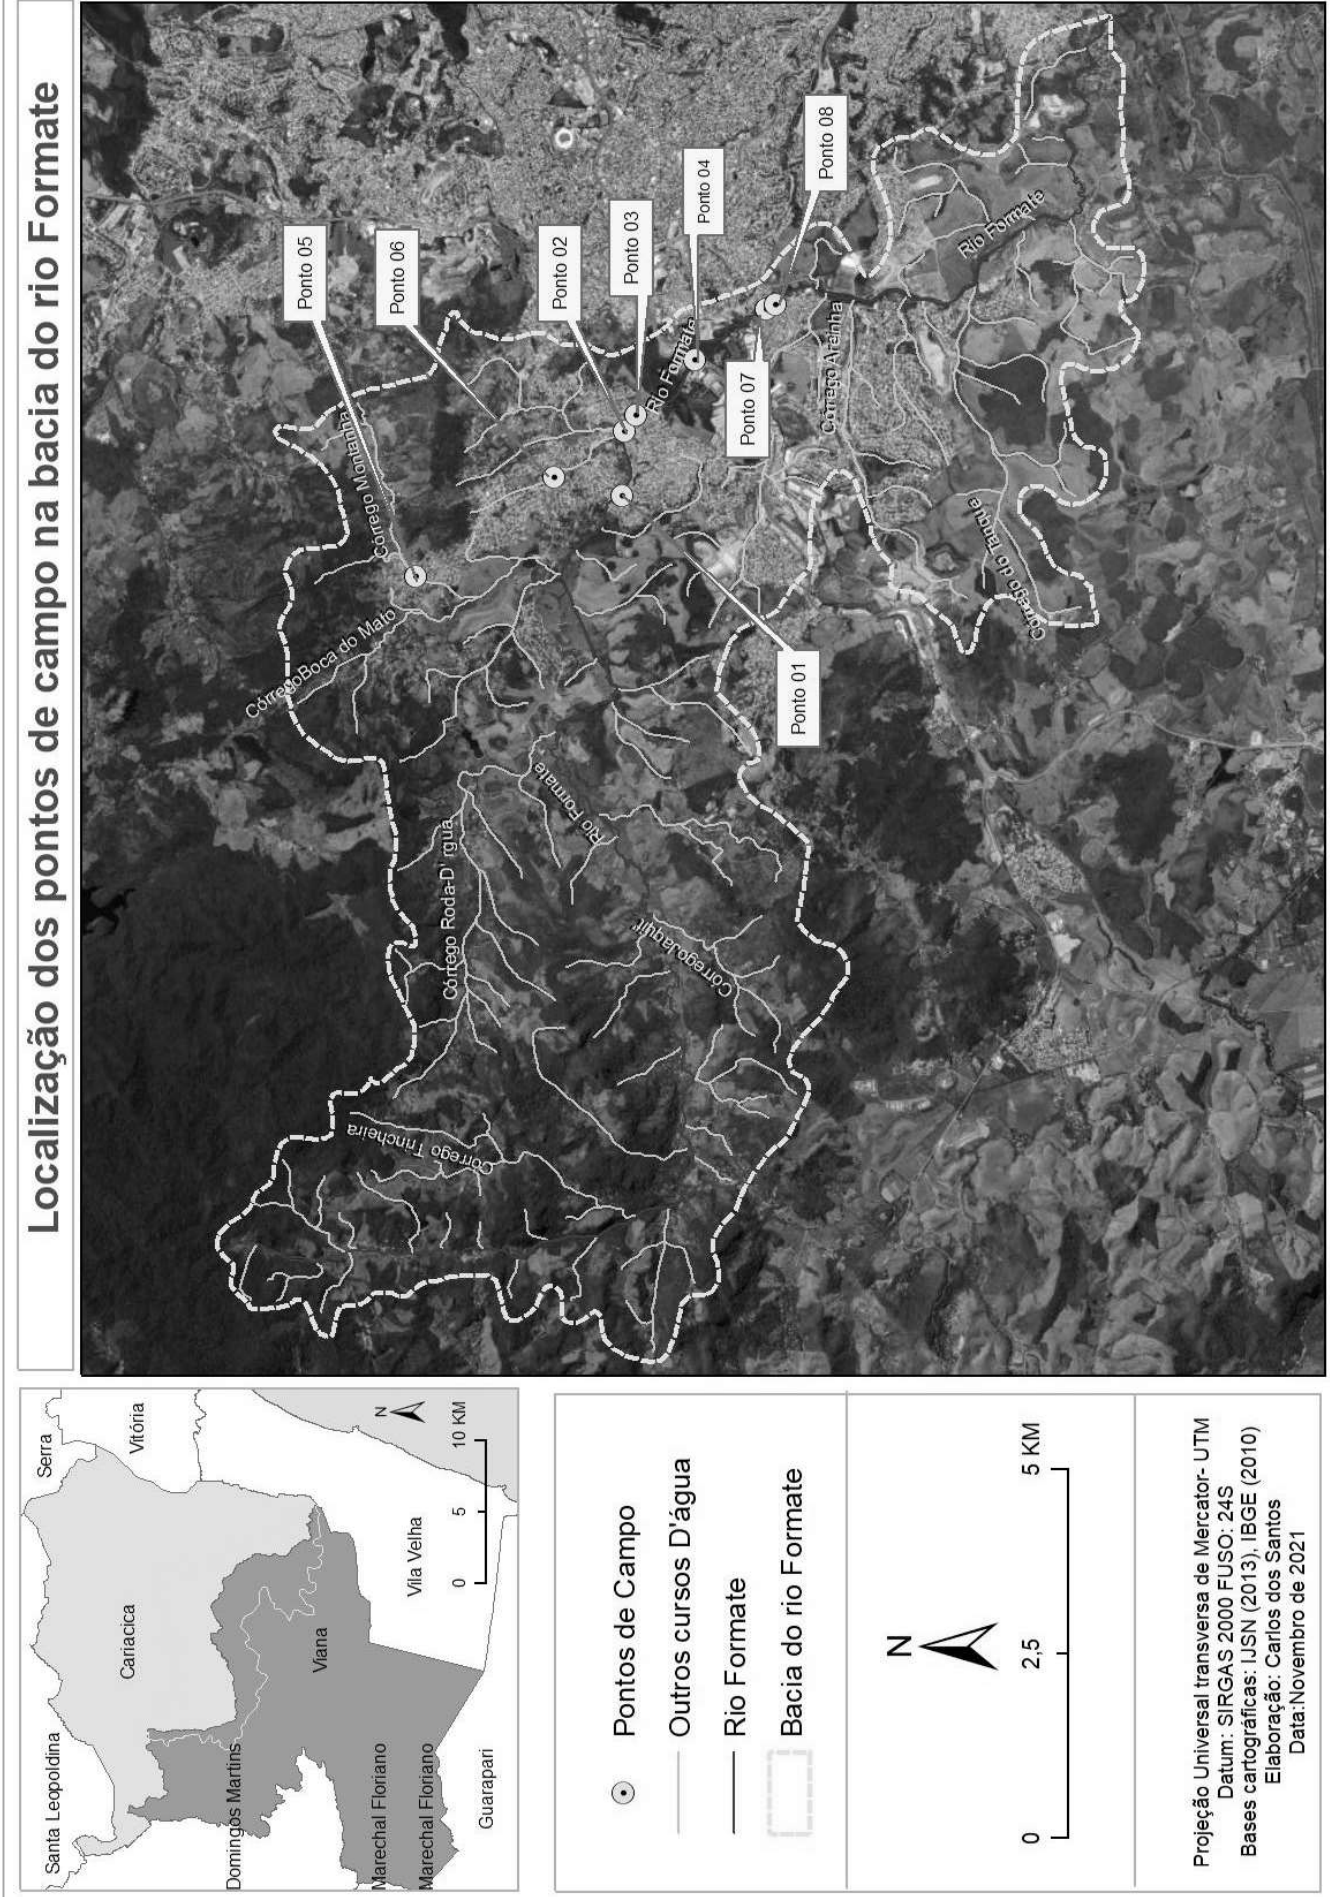 Localização dos pontos de campo na bacia do rio Formate
Ponto 05
Ponto 06
Ponto 02
Ponto 03
Ponto 04
Ponto 08
Ponto 07
Ponto 01
Córrego Montanha
CórregoBoca do Mato
Rio Formate
Córrego Areinha
Rio Formate
Córrego do Tanque
Córrego Roda-D' rgua
Rio Formate
CórregoJaquit'
Córrego Trincheira
Santa Leopoldina
Serra
Vitória
Cariacica
Viana
Vila Velha
Domingos Martins
Marechal Floriano
Marechal Floriano
Guarapari
N
0 5 10 KM
Pontos de Campo
Outros cursos D'água
Rio Formate
Bacia do rio Formate
N
0 2,5 5 KM
Projeção Universal transversa de Mercator- UTM
Datum: SIRGAS 2000 FUSO: 24S
Bases cartográficas: IJSN (2013), IBGE (2010)
Elaboração: Carlos dos Santos
Data:Novembro de 2021